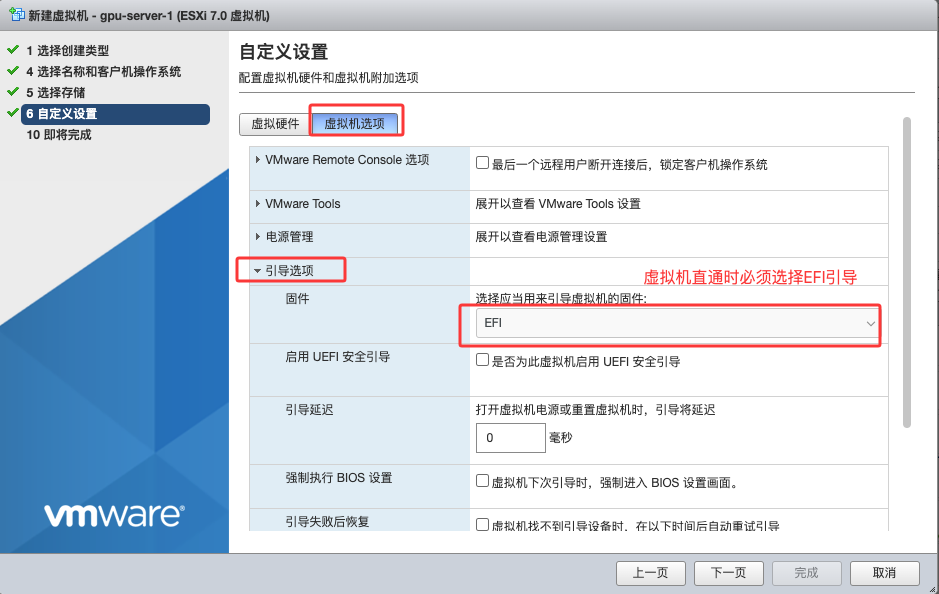 新建虚拟机 - gpu-server-1 (ESXi 7.0 虚拟机)
1 选择创建类型
4 选择名称和客户机操作系统
5 选择存储
6 自定义设置
10 即将完成
自定义设置
配置虚拟机硬件和虚拟机附加选项
虚拟硬件 虚拟机选项
VMware Remote Console 选项 最后一个远程用户断开连接后，锁定客户机操作系统
VMware Tools 展开以查看 VMware Tools 设置
电源管理 展开以查看电源管理设置
引导选项
虚拟机直通时必须选择EFI引导
固件 选择应当用来引导虚拟机的固件:
EFI
启用 UEFI 安全引导 是否为此虚拟机启用 UEFI 安全引导
引导延迟 打开虚拟机电源或重置虚拟机时，引导将延迟
0 毫秒
强制执行 BIOS 设置 虚拟机下次引导时，强制进入 BIOS 设置画面。
引导失败后恢复 虚拟机找不到引导设备时，在以下时间后自动重试引导
vmware®
上一页 下一页 完成 取消